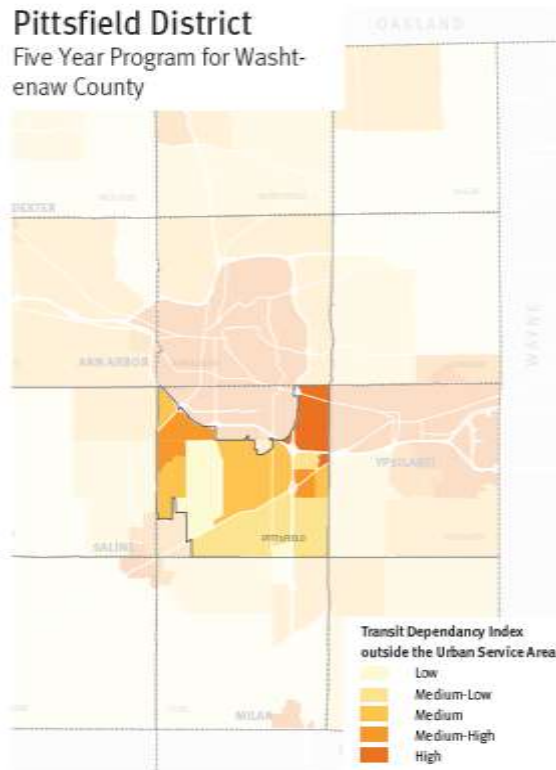 Pittsfield District
Five Year Program for Washt-
enaw County
OAKLAND
DEXTER
WAYNE
ANN ARBOR
YPSILANTI
PITTSFIELD
SALINE
MILAN
Transit Dependancy Index
outside the Urban Service Area
Low
Medium-Low
Medium
Medium-High
High